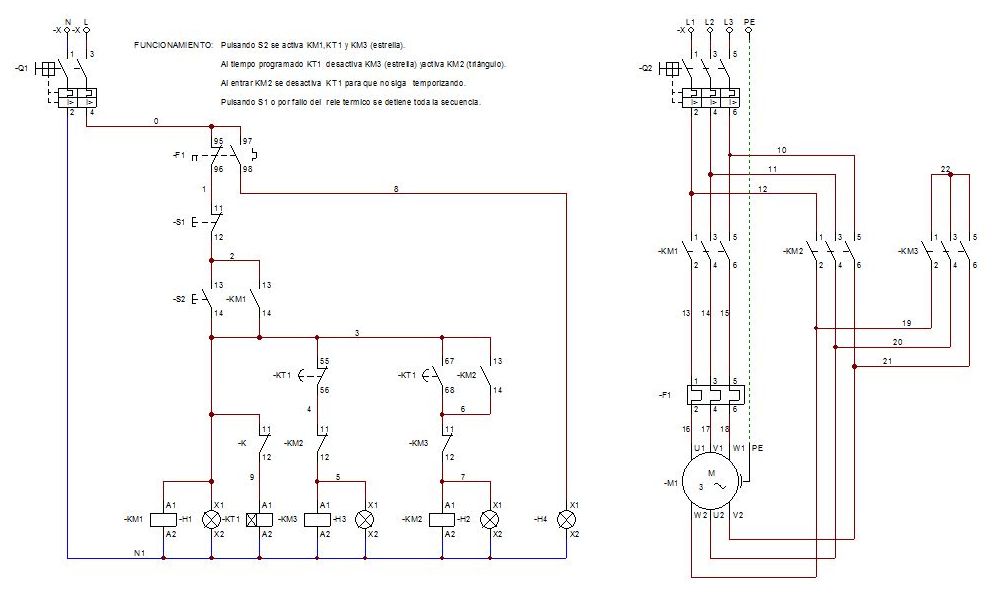 N L L1 L2 L3 PE
-X -X -X
FUNCIONAMIENTO: Pulsando S2 se activa KM1,KT1 y KM3 (estrella).
1 3 1 3 5
-Q1 Al tiempo programado KT1 desactiva KM3 (estrella) yactiva KM2 (triángulo). -Q2
Al entrar KM2 se desactiva KT1 para que no siga temporizando.
I> I> Pulsando S1 o por fallo del rele termico se detiene toda la secuencia. I> I> I>
2 4 2 4 6
0
95 97
-F1 10
96 98 11 22
1 8 12
11
-S1
12 1 3 5 1 3 5 1 3 5
-KM1 -KM2 -KM3
2 2 4 6 2 4 6 2 4 6
13 13
-S2 -KM1
14 14 13 14 15
19
3 20
55 67 13 21
-KT1 -KT1 -KM2
56 68 14 1 3 5
-F1
4 6 2 4 6
11 11 11 16 17 18
-K -KM2 -KM3
12 12 12 U1 V1 W1 PE
9 5 7 M
-M1 3
A1 X1 A1 A1 X1 A1 X1 X1
-KM1 -H1 -KT1 -KM3 -H3 -KM2 -H2 -H4 W2 U2 V2
A2 X2 A2 A2 X2 A2 X2 X2
N1